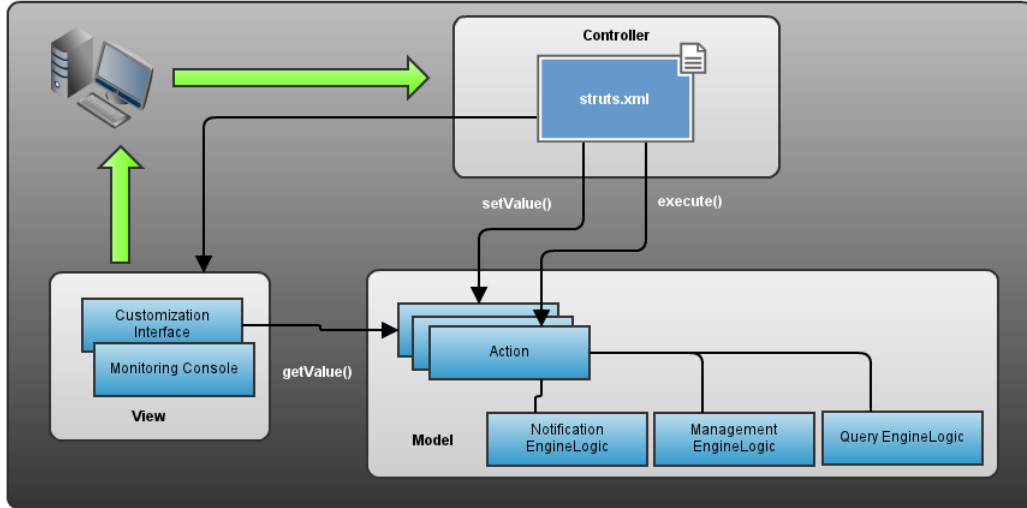 Controller
struts.xml
setValue()
execute()
Customization
Interface
Monitoring Console
View
getValue()
Action
Model
Notification
EngineLogic
Management
EngineLogic
Query EngineLogic